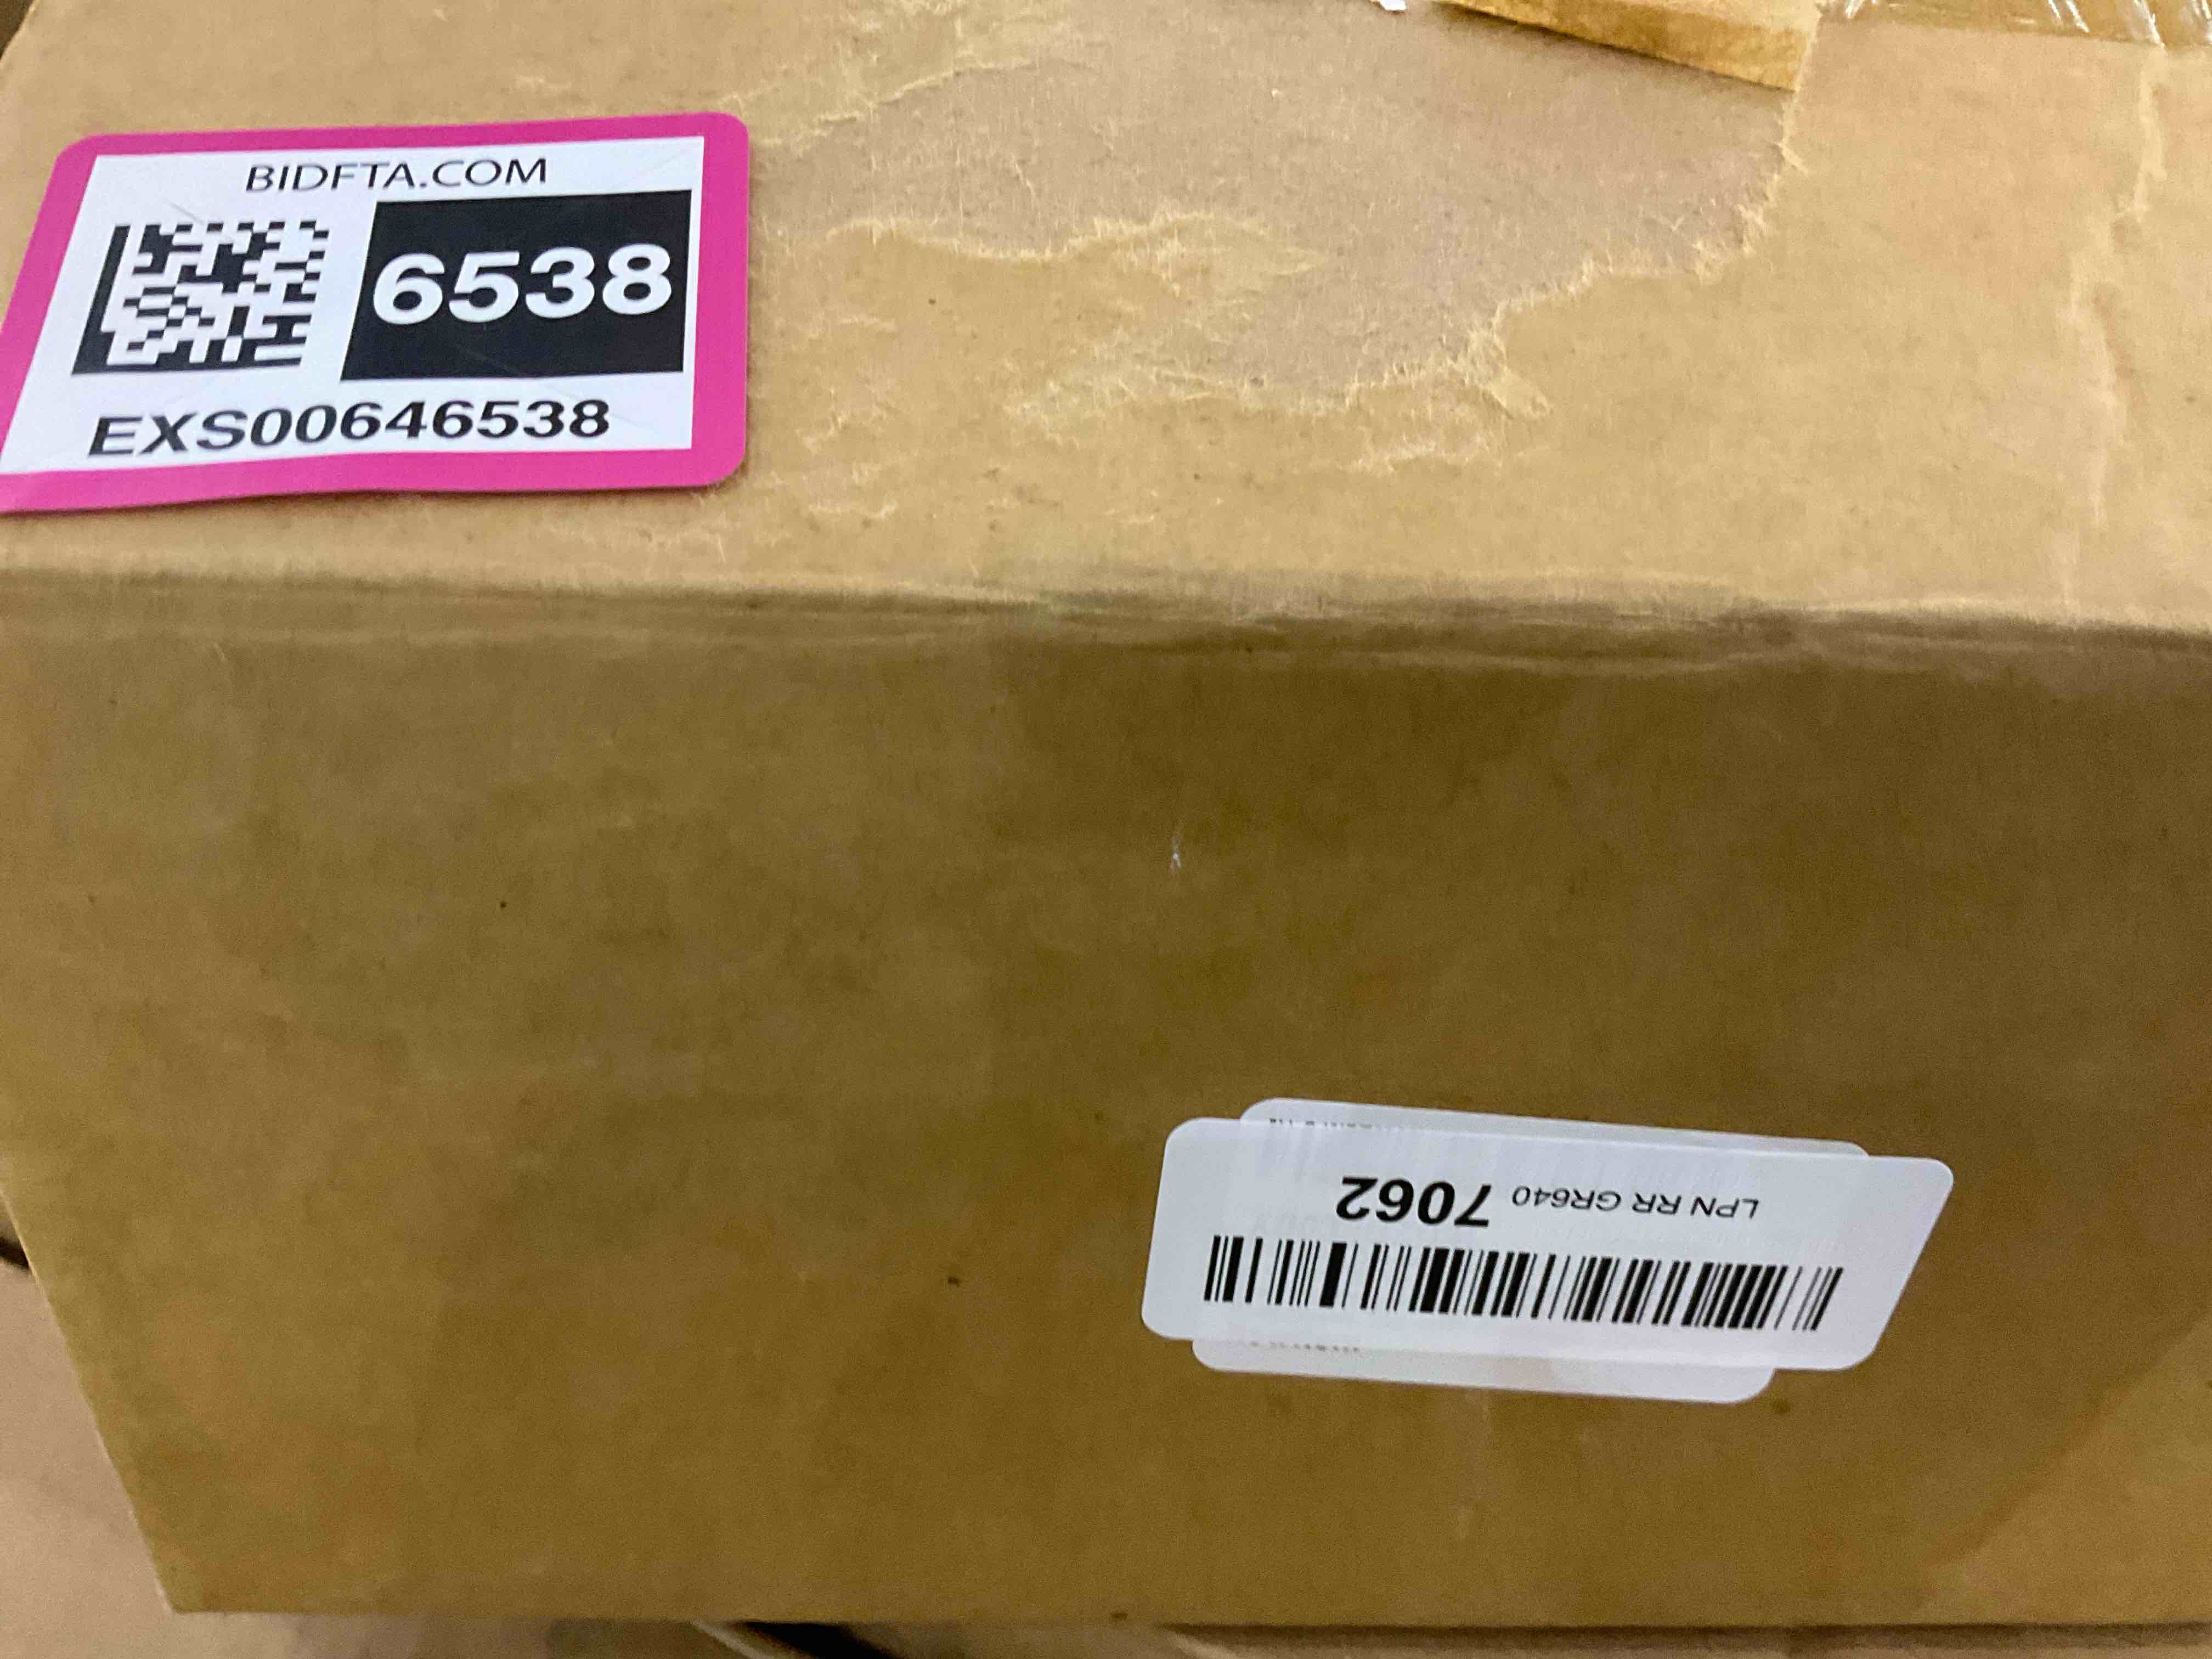 BIDFTA.COM
6538
EXS00646538
LPN RR GR640 7062